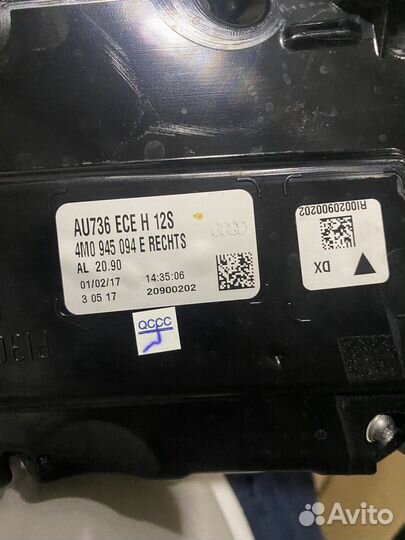 AU736 ECE H 12S
4M0 945 094 E RECHTS
AL 20.90
01/02/17 14:35:06
3 05 17 20900202
QCCC
RI0020900202
DX
Avito